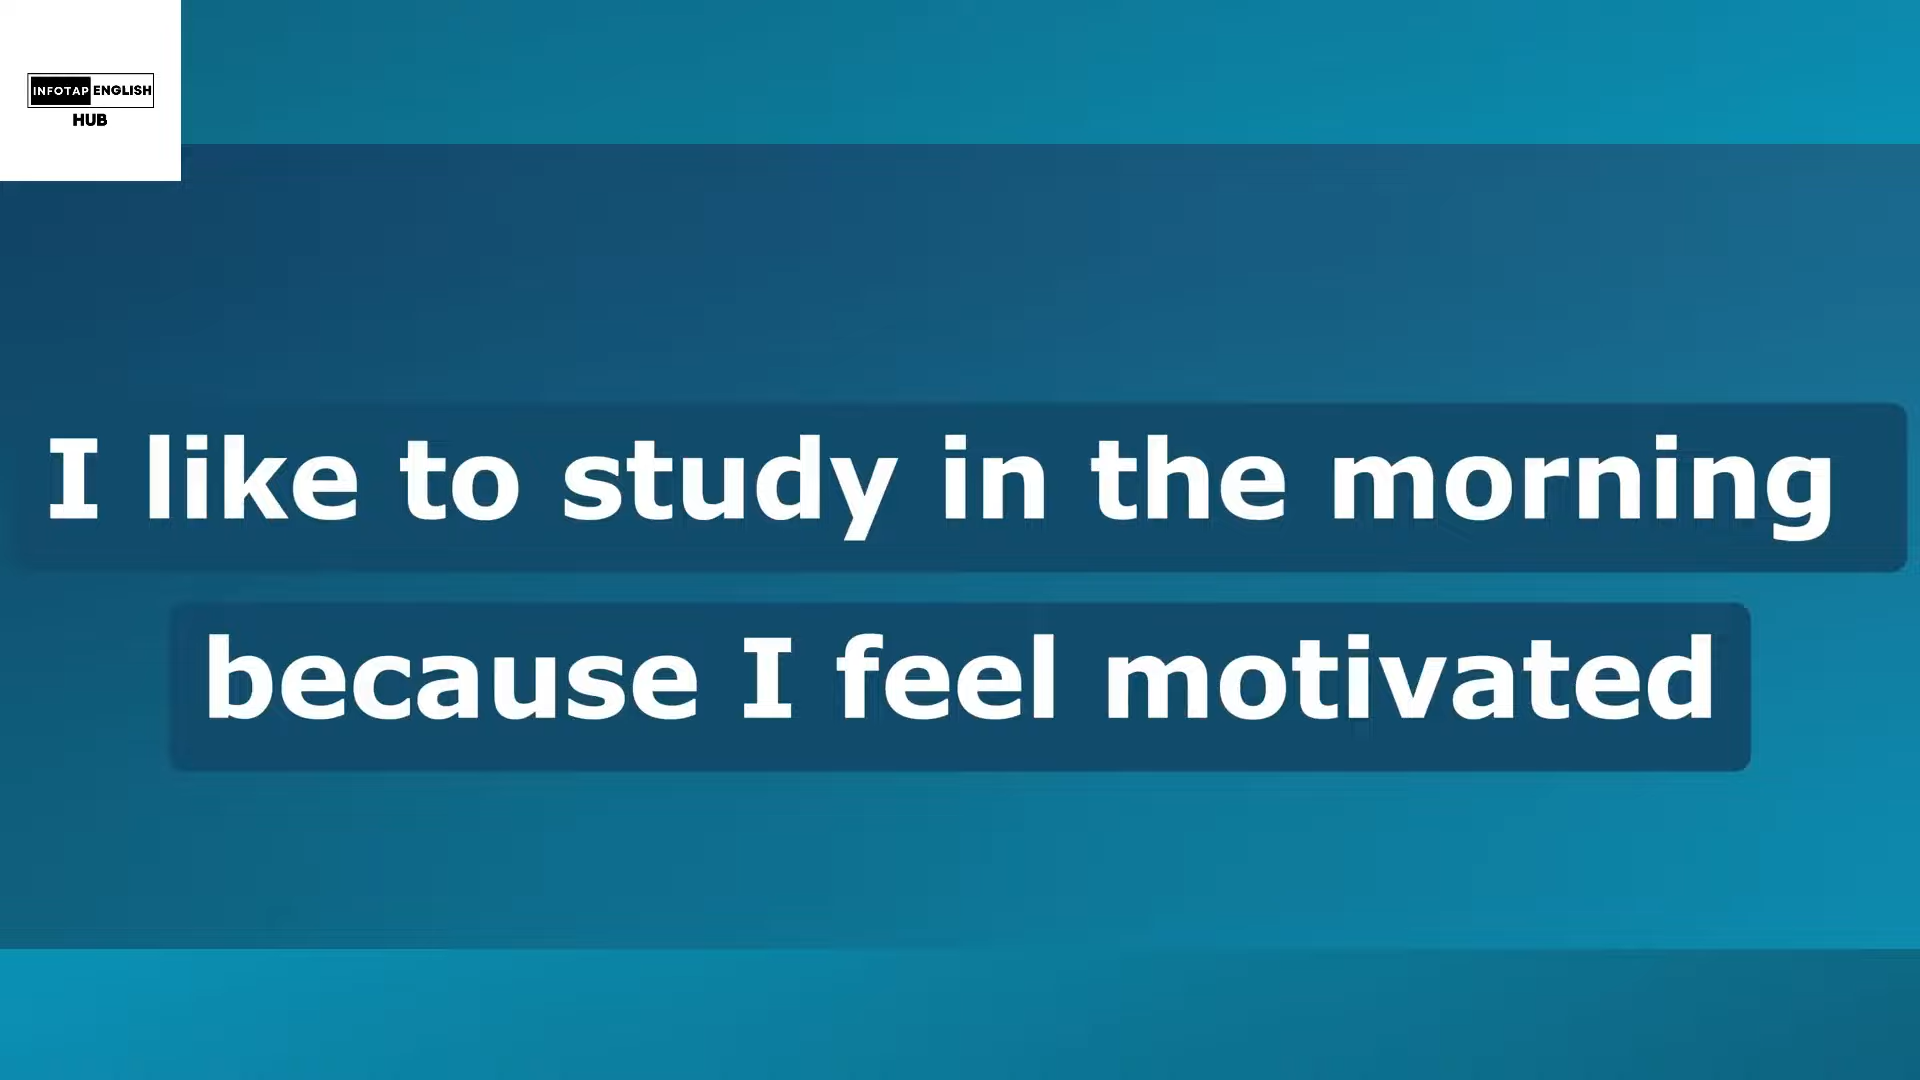 INFOTAP ENGLISH
HUB
I like to study in the morning
because I feel motivated